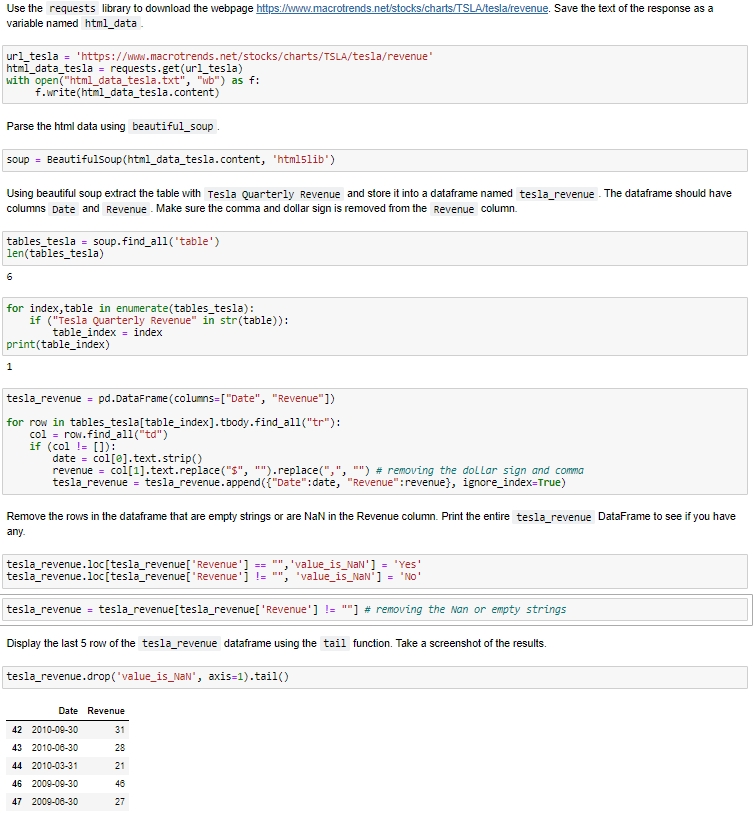 Use the requests library to download the webpage https://www.macrotrends.net/stocks/charts/TSLA/tesla/revenue. Save the text of the response as a
variable named html_data .
url_tesla = 'https://www.macrotrends.net/stocks/charts/TSLA/tesla/revenue'
html_data_tesla = requests.get(url_tesla)
with open("html_data_tesla.txt", "wb") as f:
f.write(html_data_tesla.content)
Parse the html data using beautiful_soup .
soup = BeautifulSoup(html_data_tesla.content, 'html5lib')
Using beautiful soup extract the table with Tesla Quarterly Revenue and store it into a dataframe named tesla_revenue . The dataframe should have
columns Date and Revenue . Make sure the comma and dollar sign is removed from the Revenue column.
tables_tesla = soup.find_all('table')
len(tables_tesla)
6
for index,table in enumerate(tables_tesla):
if ("Tesla Quarterly Revenue" in str(table)):
table_index = index
print(table_index)
1
tesla_revenue = pd.DataFrame(columns=["Date", "Revenue"])
for row in tables_tesla[table_index].tbody.find_all("tr"):
col = row.find_all("td")
if (col != []):
date = col[0].text.strip()
revenue = col[1].text.replace("$", "").replace(",", "") # removing the dollar sign and comma
tesla_revenue = tesla_revenue.append({"Date":date, "Revenue":revenue}, ignore_index=True)
Remove the rows in the dataframe that are empty strings or are NaN in the Revenue column. Print the entire tesla_revenue DataFrame to see if you have
any.
tesla_revenue.loc[tesla_revenue['Revenue'] == "",'value_is_NaN'] = 'Yes'
tesla_revenue.loc[tesla_revenue['Revenue'] != "", 'value_is_NaN'] = 'No'
tesla_revenue = tesla_revenue[tesla_revenue['Revenue'] != ""] # removing the Nan or empty strings
Display the last 5 row of the tesla_revenue dataframe using the tail function. Take a screenshot of the results.
tesla_revenue.drop('value_is_NaN', axis=1).tail()
Date Revenue
42 2010-09-30 31
43 2010-06-30 28
44 2010-03-31 21
46 2009-09-30 46
47 2009-06-30 27